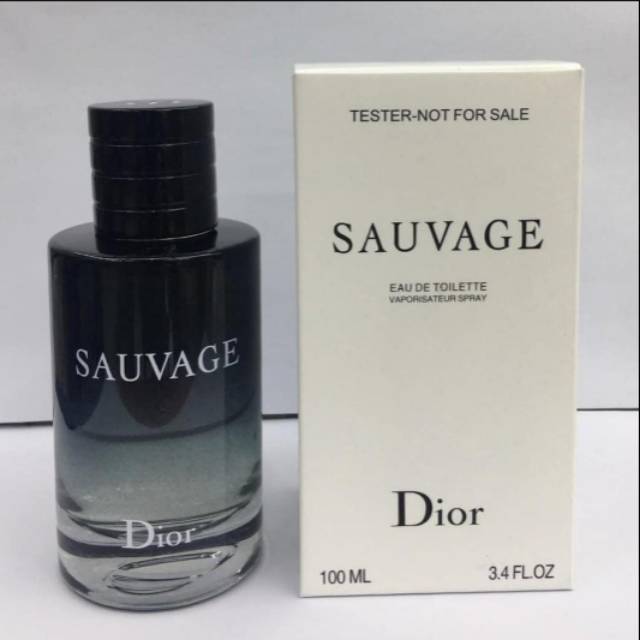 SAUVAGE
Dior
TESTER-NOT FOR SALE
SAUVAGE
EAU DE TOILETTE
VAPORISATEUR SPRAY
Dior
100 ML 3.4 FL.OZ